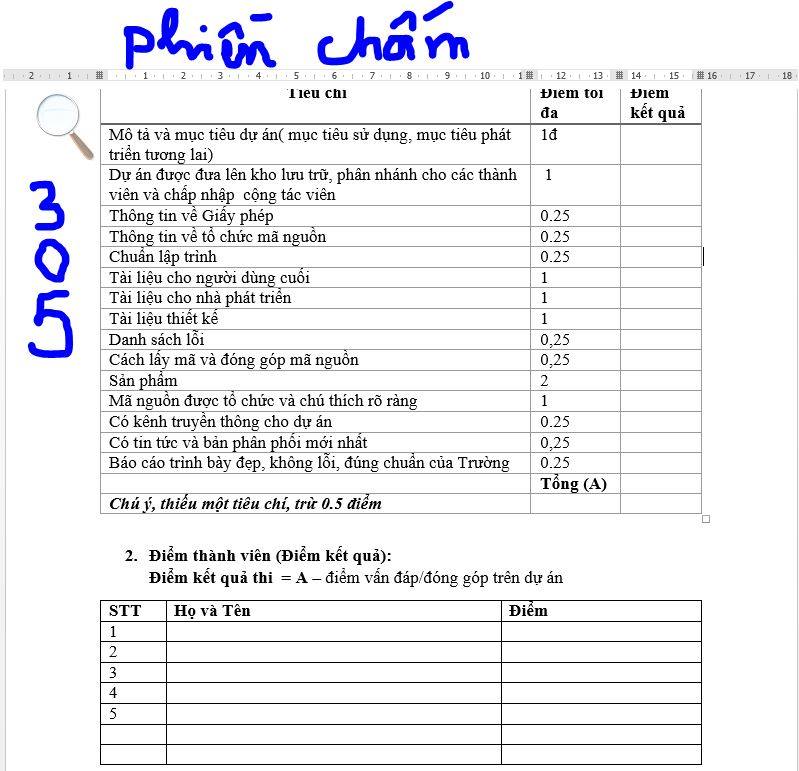 phiên chấm
2 1 1 2 3 4 5 6 7 8 9 10 11 12 13 14 15 16 17 18
305
Tiêu chí Điểm tối đa Điểm kết quả
Mô tả và mục tiêu dự án( mục tiêu sử dụng, mục tiêu phát
triển tương lai) 1đ
Dự án được đưa lên kho lưu trữ, phân nhánh cho các thành
viên và chấp nhập cộng tác viên 1
Thông tin về Giấy phép 0.25
Thông tin về tổ chức mã nguồn 0.25
Chuẩn lập trình 0.25
Tài liệu cho người dùng cuối 1
Tài liệu cho nhà phát triển 1
Tài liệu thiết kế 1
Danh sách lỗi 0,25
Cách lấy mã và đóng góp mã nguồn 0,25
Sản phẩm 2
Mã nguồn được tổ chức và chú thích rõ ràng 1
Có kênh truyền thông cho dự án 0.25
Có tin tức và bản phân phối mới nhất 0,25
Báo cáo trình bày đẹp, không lỗi, đúng chuẩn của Trường 0.25
Tổng (A)
Chú ý, thiếu một tiêu chí, trừ 0.5 điểm
2. Điểm thành viên (Điểm kết quả):
Điểm kết quả thi = A – điểm vấn đáp/đóng góp trên dự án
STT Họ và Tên Điểm
1
2
3
4
5